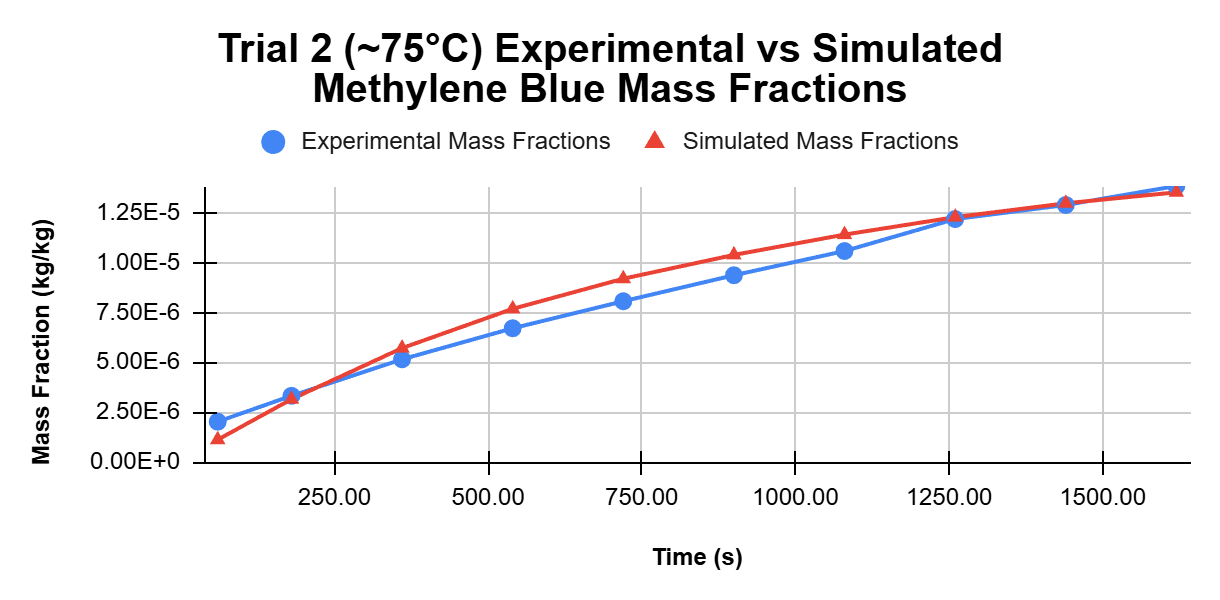 Trial 2 (~75°C) Experimental vs Simulated
Methylene Blue Mass Fractions
Experimental Mass Fractions
Simulated Mass Fractions
Mass Fraction (kg/kg)
1.25E-5
1.00E-5
7.50E-6
5.00E-6
2.50E-6
0.00E+0
250.00
500.00
750.00
1000.00
1250.00
1500.00
Time (s)